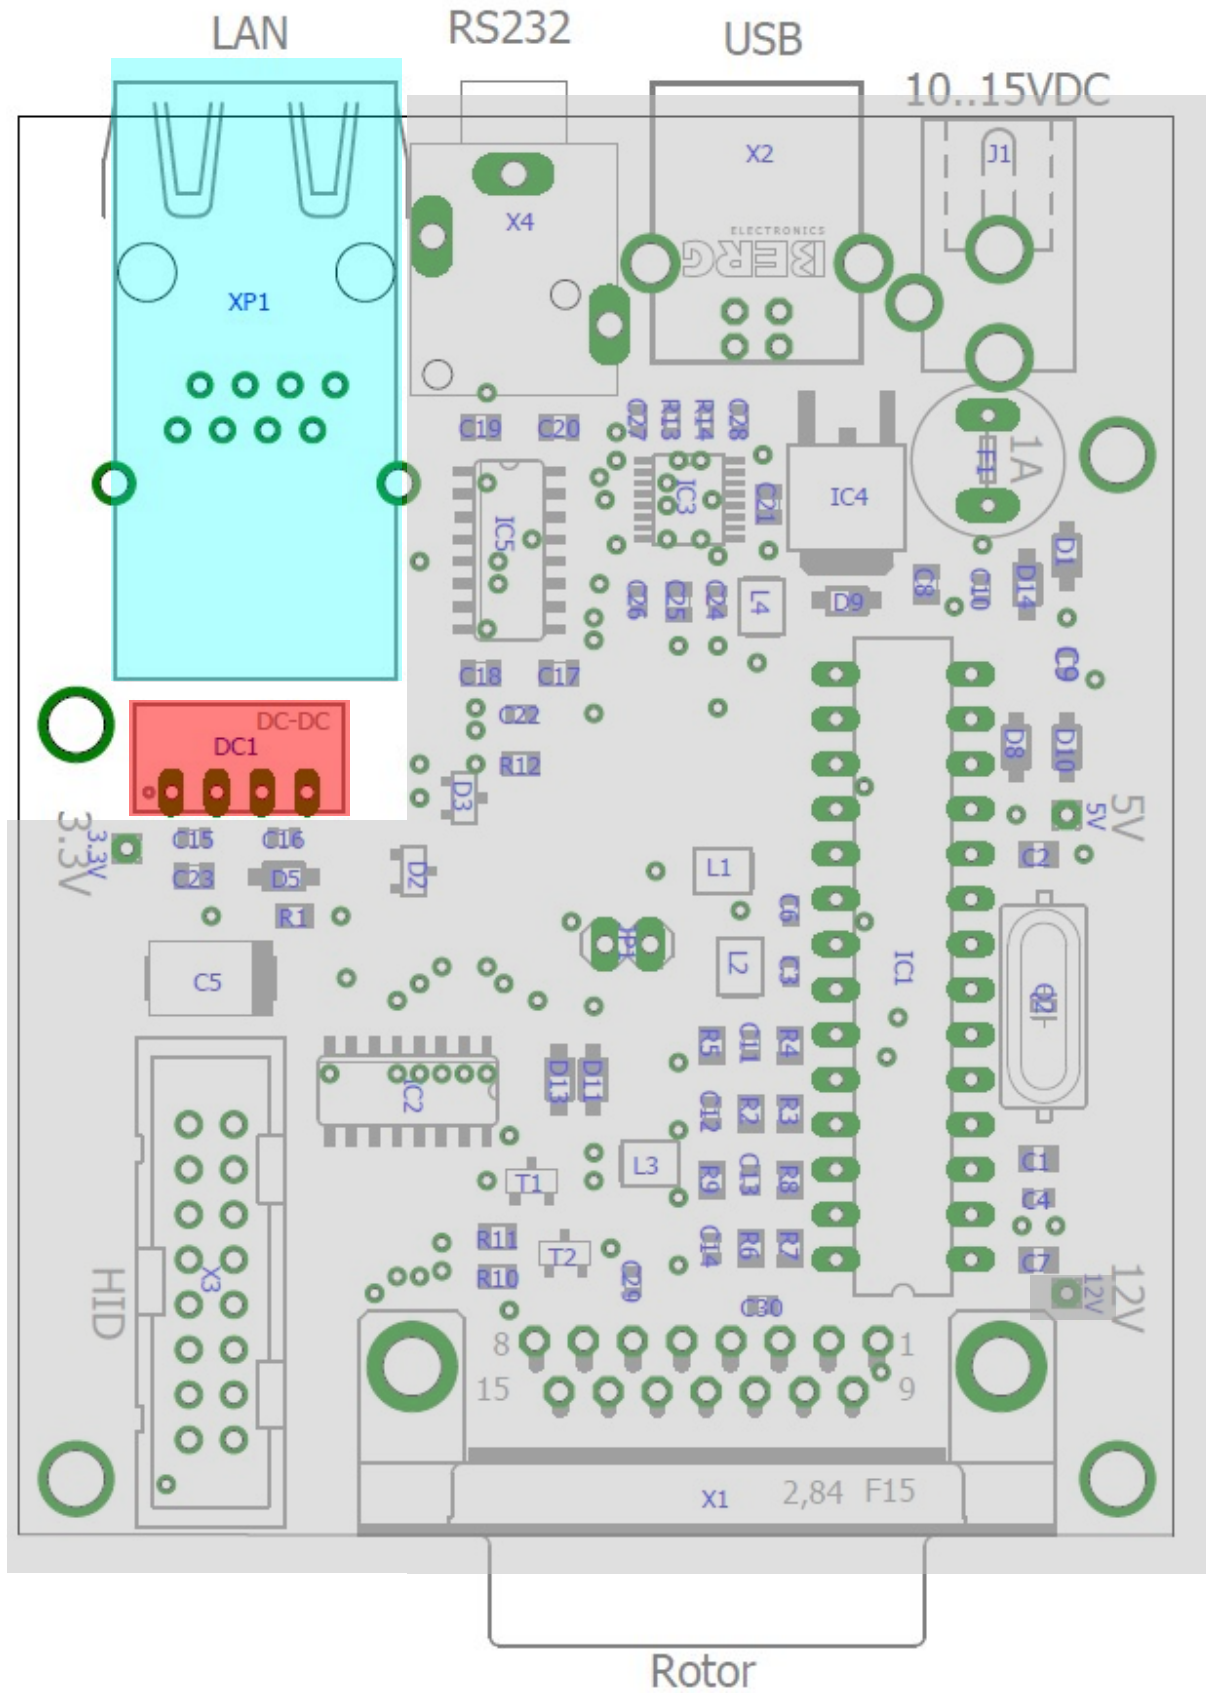 LAN
RS232
USB
10..15VDC
X2
J1
X4
ELECTRONICS
BERG
XP1
C19
C20
C27
R13
R14
C28
1A
F1
IC4
IC3
C21
IC5
D1
C26
C25
C24
L4
D9
C8
C10
D14
C9
C18
C17
C22
DC-DC
DC1
R12
D8
D10
D3
5V
5V
3.3V
3.3V
C15
C16
C2
C23
D5
D2
L1
R1
C6
JP1
L2
C3
IC1
C5
Q2
R5
C11
R4
IC2
D13
D11
C12
R2
R3
L3
C1
T1
R9
C13
R8
C4
R11
T2
C14
R6
R7
C7
X3
R10
C29
HID
12V
12V
C30
8
1
15
9
X1
2,84
F15
Rotor